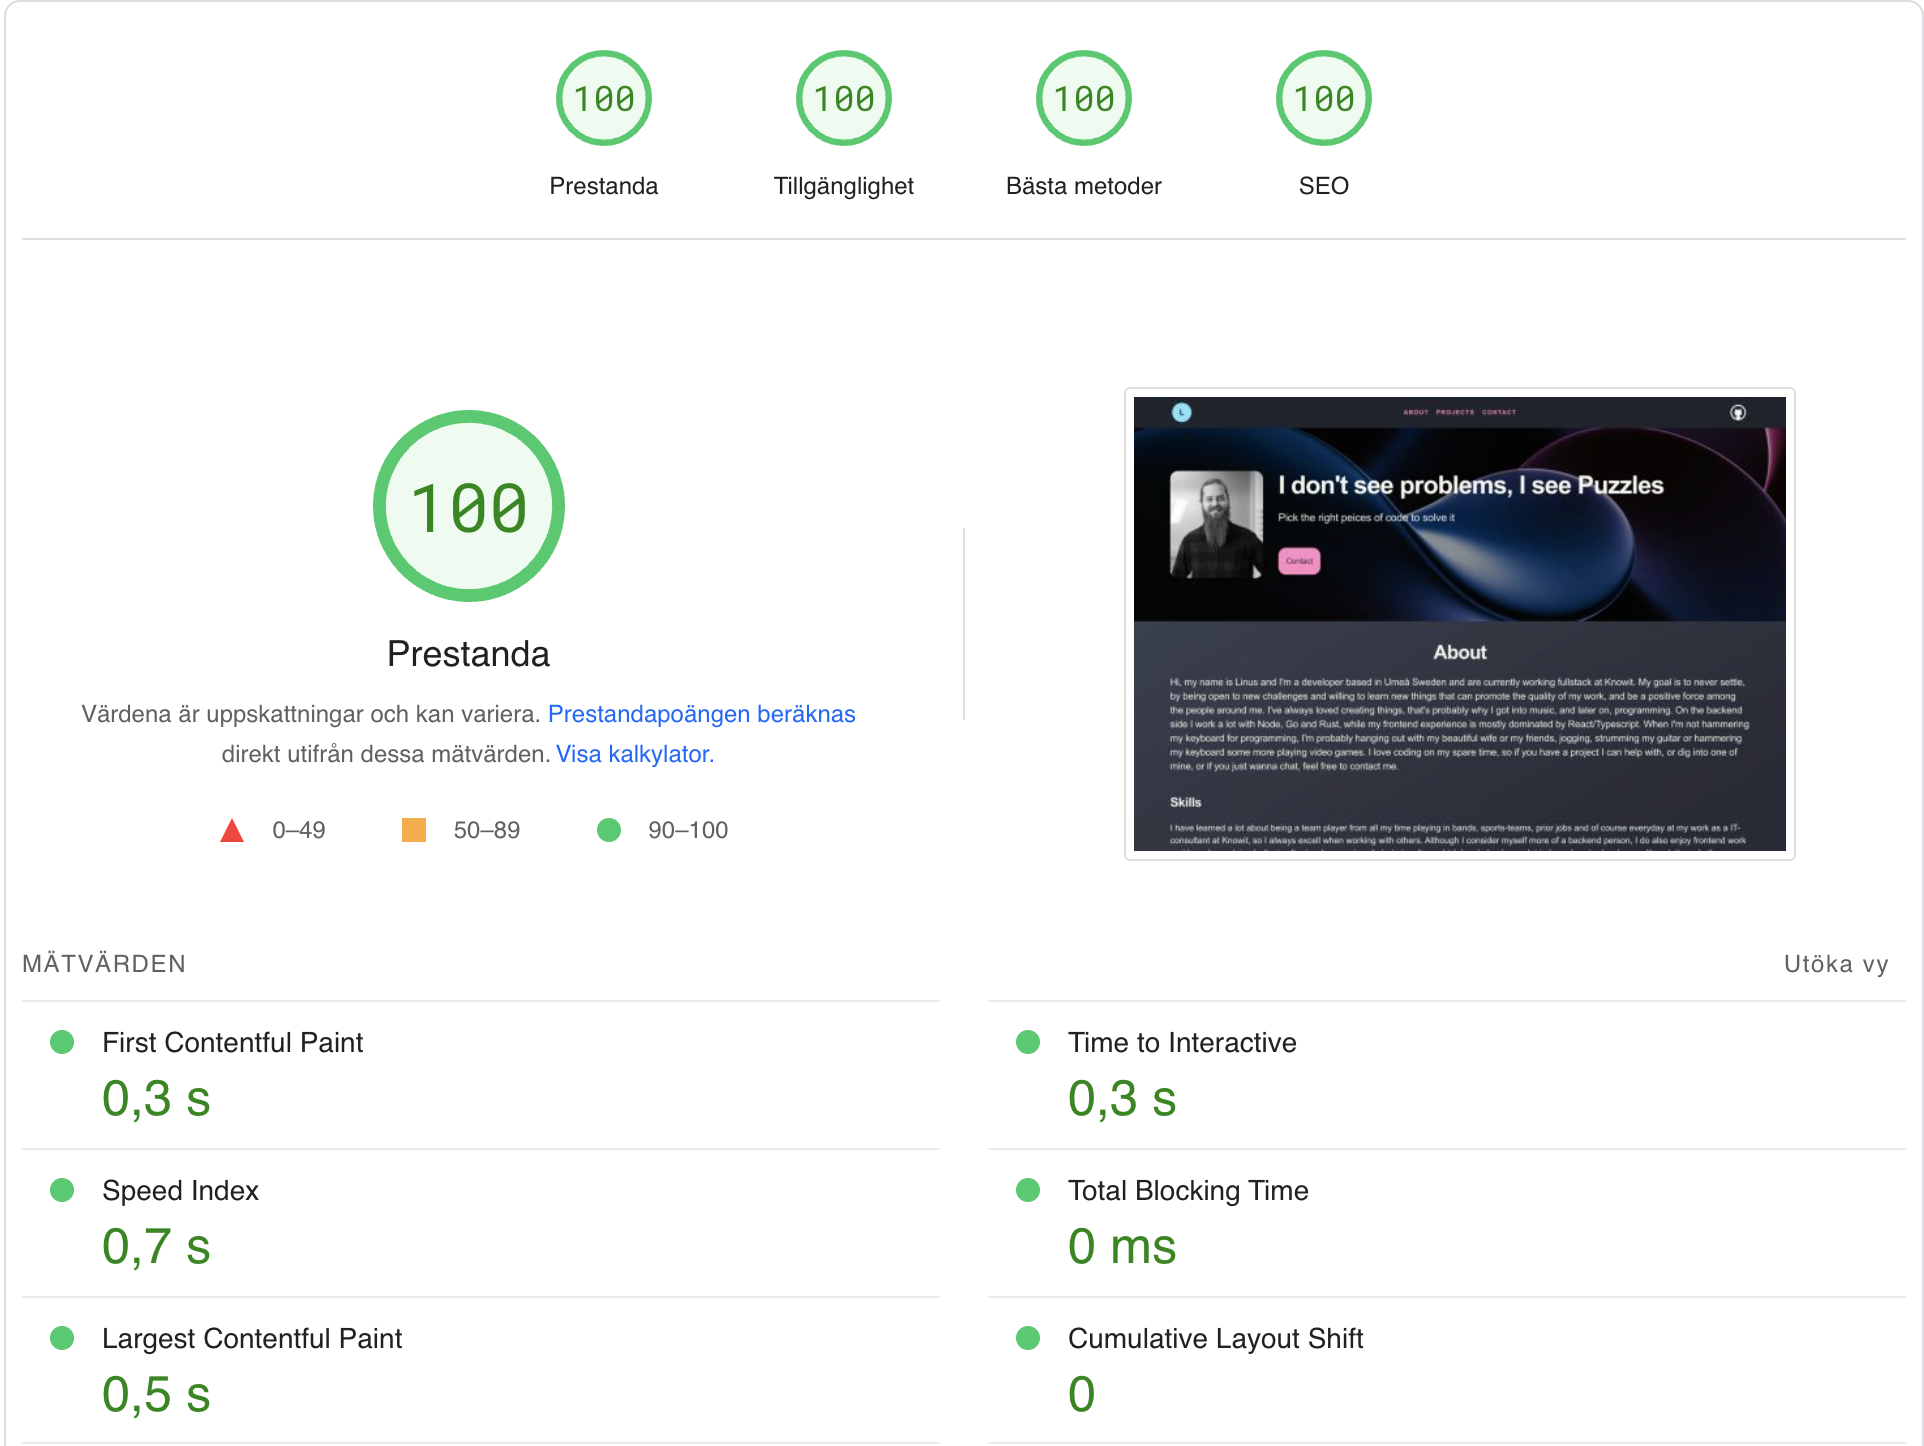 100
100
100
100
Prestanda
Tillgänglighet
Bästa metoder
SEO
100
Prestanda
Värdena är uppskattningar och kan variera. Prestandapoängen beräknas
direkt utifrån dessa mätvärden. Visa kalkylator.
0–49
50–89
90–100
L
ABOUT PROJECTS CONTACT
I don't see problems, I see Puzzles
Pick the right peices of code to solve it
Contact
About
Hi, my name is Linus and I'm a developer based in Umeå Sweden and are currently working fullstack at Knowit. My goal is to never settle,
by being open to new challenges and willing to learn new things that can promote the quality of my work, and be a positive force among
the people around me. I've always loved creating things, that's probably why I got into music, and later on, programming. On the backend
side I work a lot with Node, Go and Rust, while my frontend experience is mostly dominated by React/Typescript. When I'm not hammering
my keyboard for programming, I'm probably hanging out with my beautiful wife or my friends, jogging, strumming my guitar or hammering
my keyboard some more playing video games. I love coding on my spare time, so if you have a project I can help with, or dig into one of
mine, or if you just wanna chat, feel free to contact me.
Skills
I have learned a lot about being a team player from all my time playing in bands, sports-teams, prior jobs and of course everyday at my work as a IT-
consultant at Knowit, so I always excell when working with others. Although I consider myself more of a backend person, I do also enjoy frontend work
MÄTVÄRDEN
Utöka vy
First Contentful Paint
0,3 s
Time to Interactive
0,3 s
Speed Index
0,7 s
Total Blocking Time
0 ms
Largest Contentful Paint
0,5 s
Cumulative Layout Shift
0